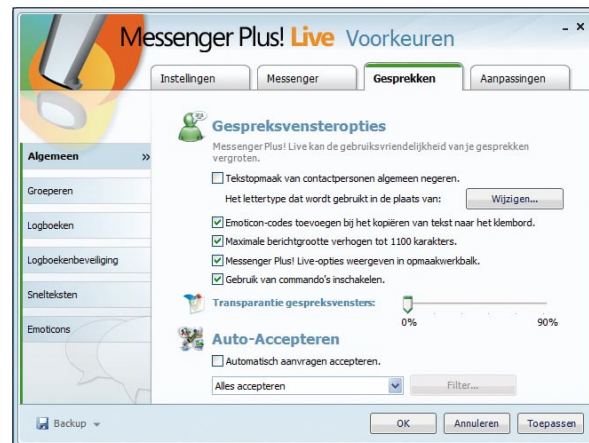 Messenger Plus! Live Voorkeuren
Instellingen
Messenger
Gesprekken
Aanpassingen
Algemeen »
Groeperen
Logboeken
Logboekenbeveiliging
Snelteksten
Emoticons
Gespreksvensteropties
Messenger Plus! Live kan de gebruiksvriendelijkheid van je gesprekken
vergroten.
Tekstopmaak van contactpersonen algemeen negeren.
Het lettertype dat wordt gebruikt in de plaats van:
Wijzigen...
Emoticon-codes toevoegen bij het kopiëren van tekst naar het klembord.
Maximale berichtgrootte verhogen tot 1100 karakters.
Messenger Plus! Live-opties weergeven in opmaakwerkbalk.
Gebruik van commando's inschakelen.
Transparantie gespreksvensters:
0%
90%
Auto-Accepteren
Automatisch aanvragen accepteren.
Alles accepteren
Filter...
Backup
OK
Annuleren
Toepassen